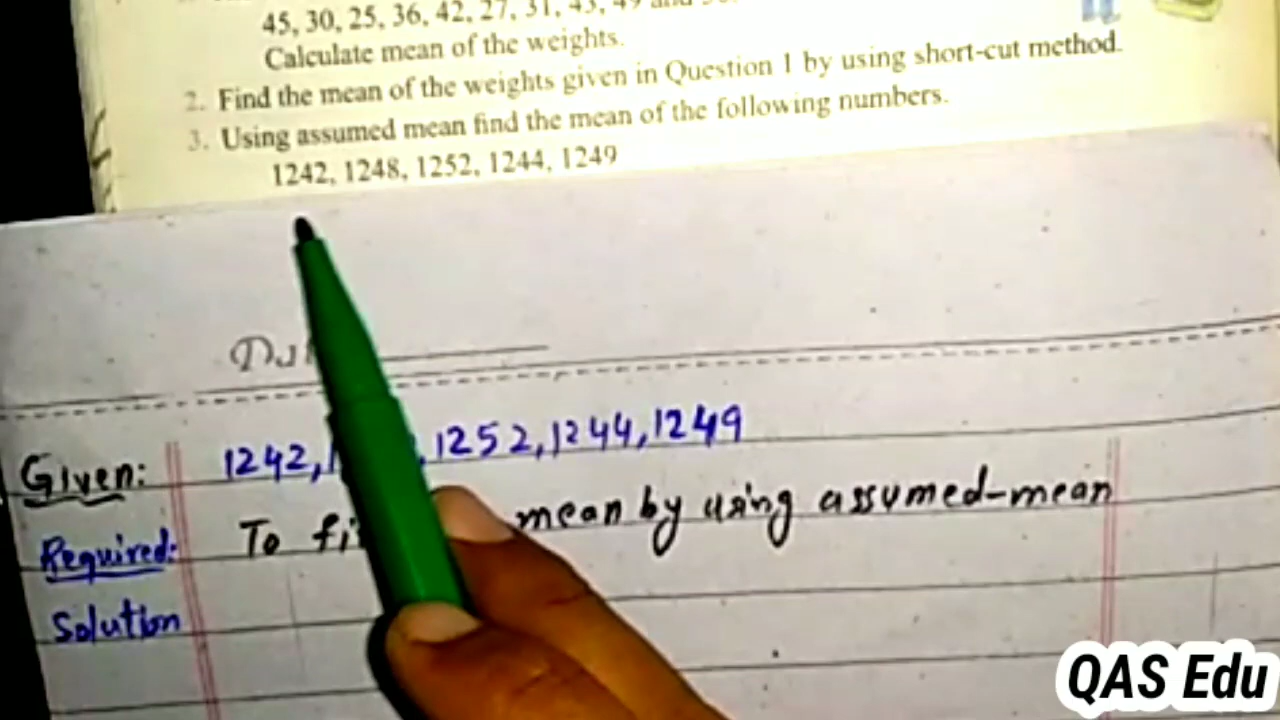 45, 30, 25, 36, 42, 27, 31, 43, 49 and
Calculate mean of the weights.
2. Find the mean of the weights given in Question 1 by using short-cut method.
3. Using assumed mean find the mean of the following numbers.
1242, 1248, 1252, 1244, 1249
Given: 1242, ,1252,1244,1249
Required: To mean by using assumed-mean
Solution
QAS Edu